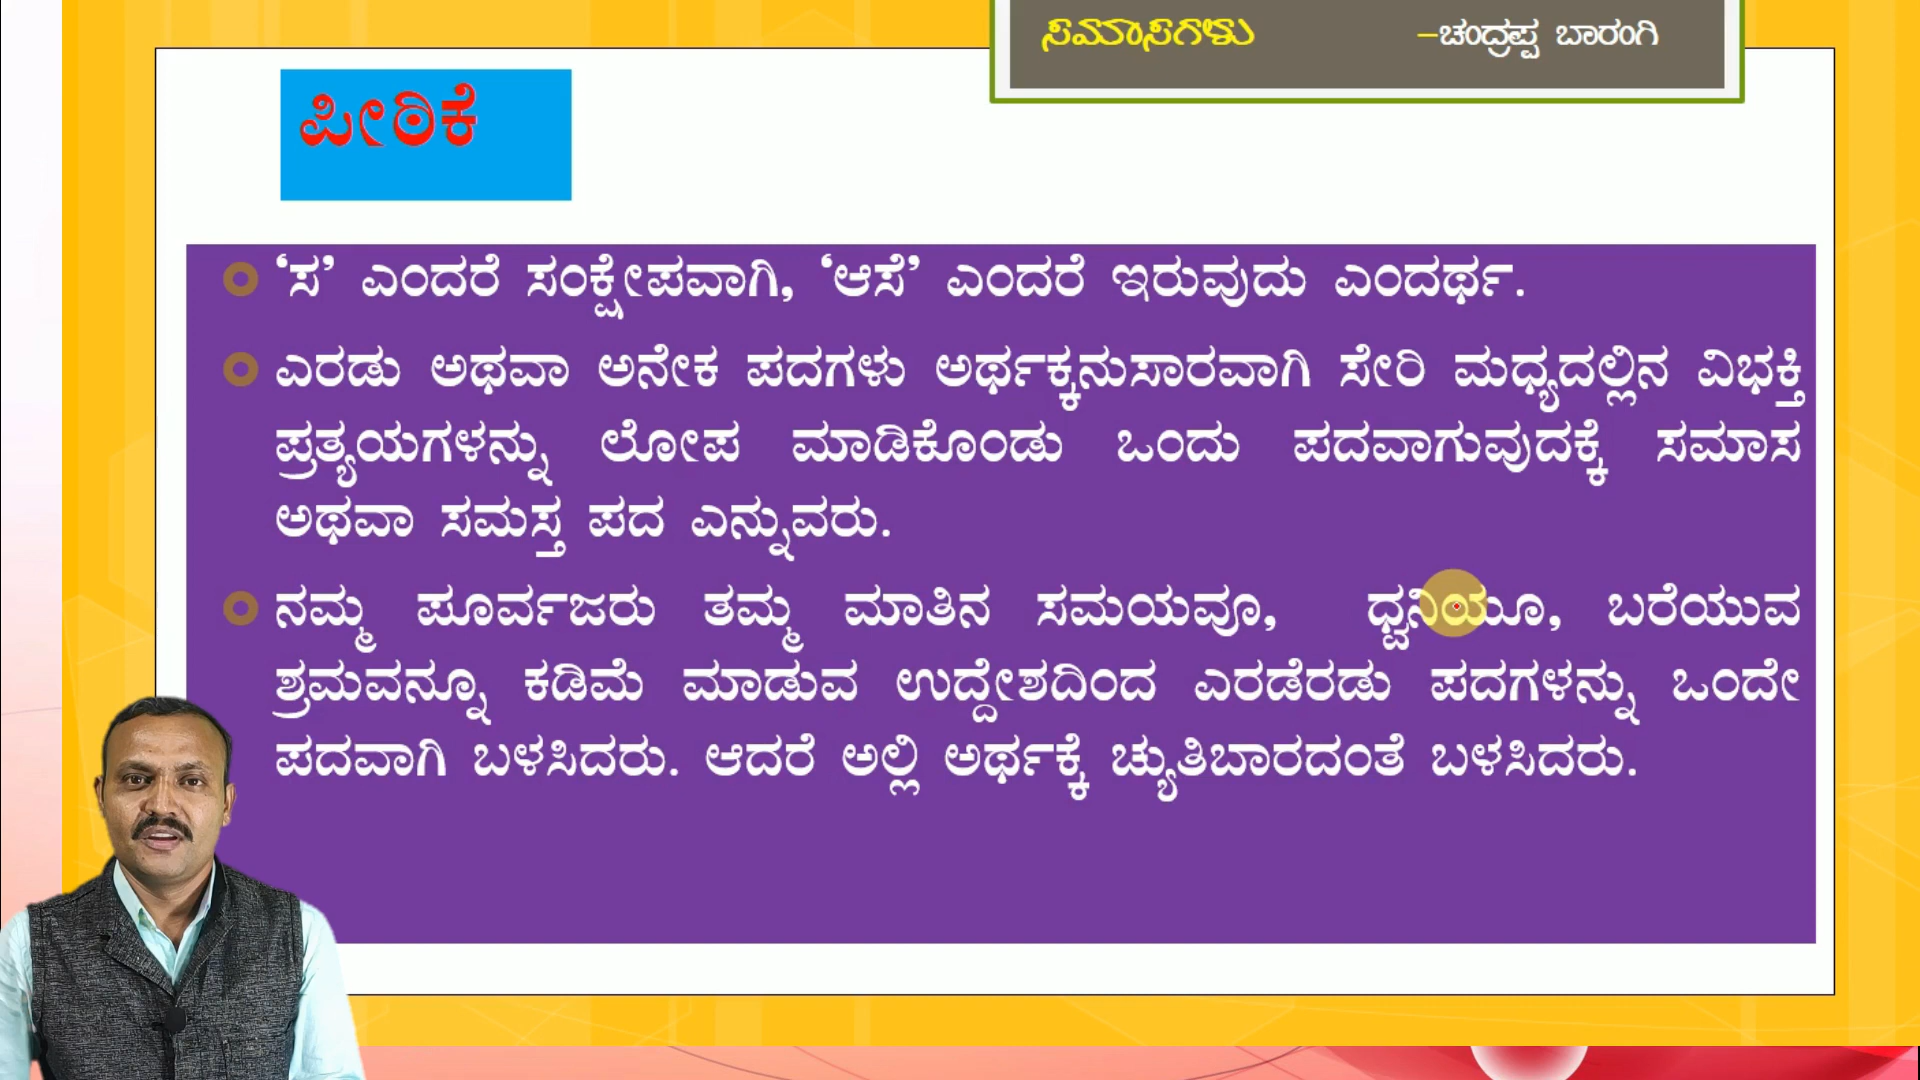 ಸಮಾಸಗಳು –ಚಂದ್ರಪ್ಪ ಬಾರಂಗಿ
ಪೀಠಿಕೆ
‘ಸ’ ಎಂದರೆ ಸಂಕ್ಷೇಪವಾಗಿ, ‘ಆಸೆ’ ಎಂದರೆ ಇರುವುದು ಎಂದರ್ಥ.
ಎರಡು ಅಥವಾ ಅನೇಕ ಪದಗಳು ಅರ್ಥಕ್ಕನುಸಾರವಾಗಿ ಸೇರಿ ಮಧ್ಯದಲ್ಲಿನ ವಿಭಕ್ತಿ
ಪ್ರತ್ಯಯಗಳನ್ನು ಲೋಪ ಮಾಡಿಕೊಂಡು ಒಂದು ಪದವಾಗುವುದಕ್ಕೆ ಸಮಾಸ
ಅಥವಾ ಸಮಸ್ತ ಪದ ಎನ್ನುವರು.
ನಮ್ಮ ಪೂರ್ವಜರು ತಮ್ಮ ಮಾತಿನ ಸಮಯವೂ, ಧ್ವನಿಯೂ, ಬರೆಯುವ
ಶ್ರಮವನ್ನೂ ಕಡಿಮೆ ಮಾಡುವ ಉದ್ದೇಶದಿಂದ ಎರಡೆರಡು ಪದಗಳನ್ನು ಒಂದೇ
ಪದವಾಗಿ ಬಳಸಿದರು. ಆದರೆ ಅಲ್ಲಿ ಅರ್ಥಕ್ಕೆ ಚ್ಯುತಿಬಾರದಂತೆ ಬಳಸಿದರು.